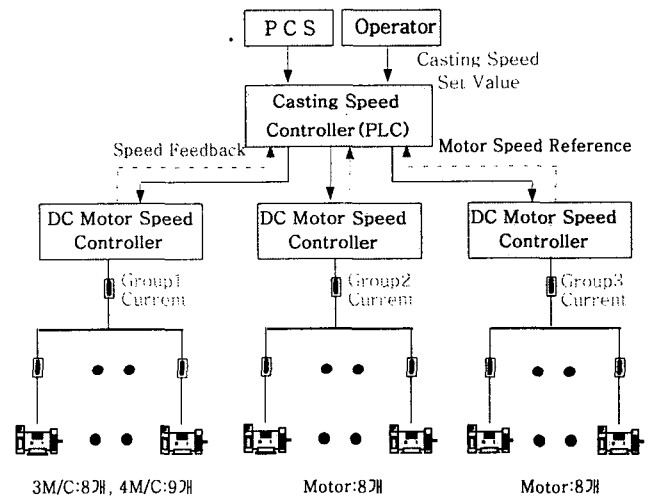 P C S
Operator
Casting Speed
Set Value
Casting Speed
Controller(PLC)
Speed Feedback
Motor Speed Reference
DC Motor Speed
Controller
DC Motor Speed
Controller
DC Motor Speed
Controller
Group1
Current
Group2
Current
Group3
Current
3M/C:8개, 4M/C:9개
Motor:8개
Motor:8개